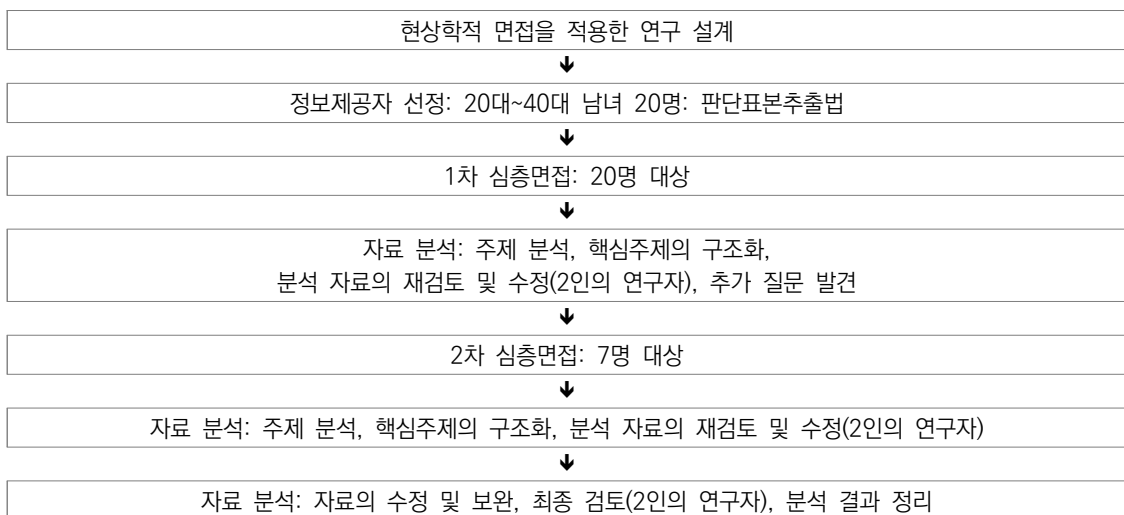 현상학적 면접을 적용한 연구 설계
정보제공자 선정: 20대~40대 남녀 20명: 판단표본추출법
1차 심층면접: 20명 대상
자료 분석: 주제 분석, 핵심주제의 구조화,
분석 자료의 재검토 및 수정(2인의 연구자), 추가 질문 발견
2차 심층면접: 7명 대상
자료 분석: 주제 분석, 핵심주제의 구조화, 분석 자료의 재검토 및 수정(2인의 연구자)
자료 분석: 자료의 수정 및 보완, 최종 검토(2인의 연구자), 분석 결과 정리